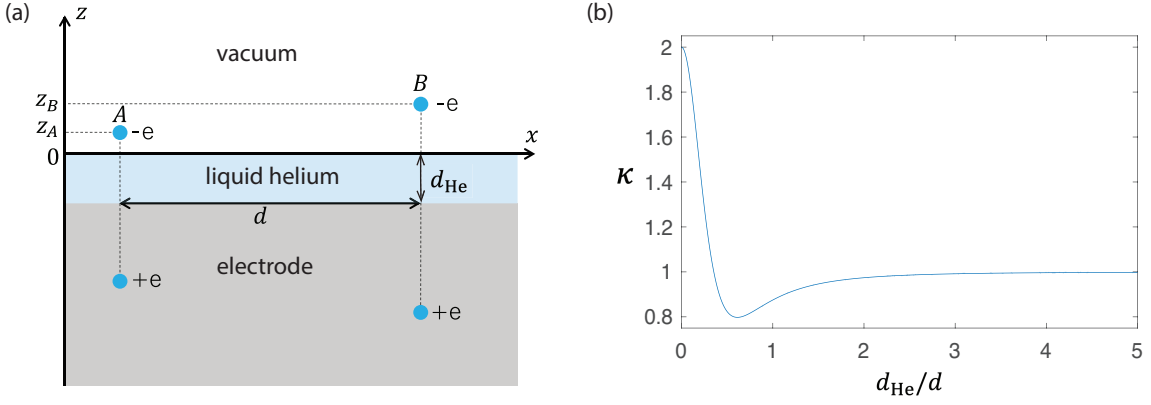 (a)
z
vacuum
z_B
B
-e
z_A
A
-e
x
0
liquid helium
d_He
d
electrode
+e
+e
(b)
2
1.8
1.6
κ
1.4
1.2
1
0.8
0
1
2
3
4
5
d_He/d